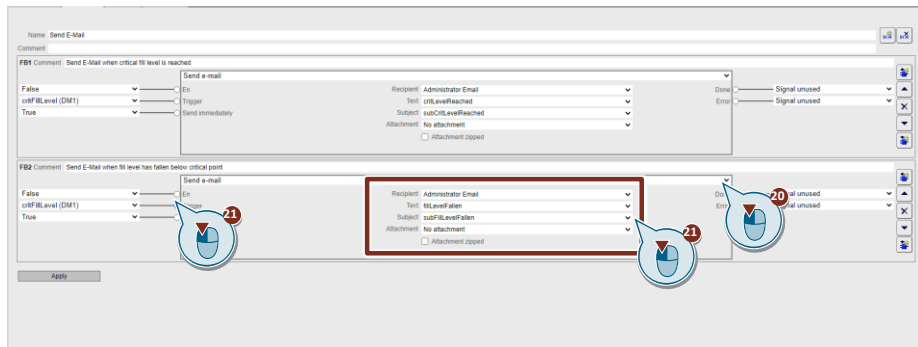 Name Send E-Mail
Comment
FB1 Comment Send E-Mail when critical fill level is reached
Send e-mail
False En Recipient Administrator Email Done Signal unused
critFillLevel (DM1) Trigger Text critLevelReached Error Signal unused
True Send immediately Subject subCritLevelReached
Attachment No attachment
Attachment zipped
FB2 Comment Send E-Mail when fill level has fallen below critical point
Send e-mail
False En Recipient Administrator Email 20
critFillLevel (DM1) Text fillLevelFallen
True 21 Subject subFillLevelFallen 21
Attachment No attachment
Attachment zipped
Apply